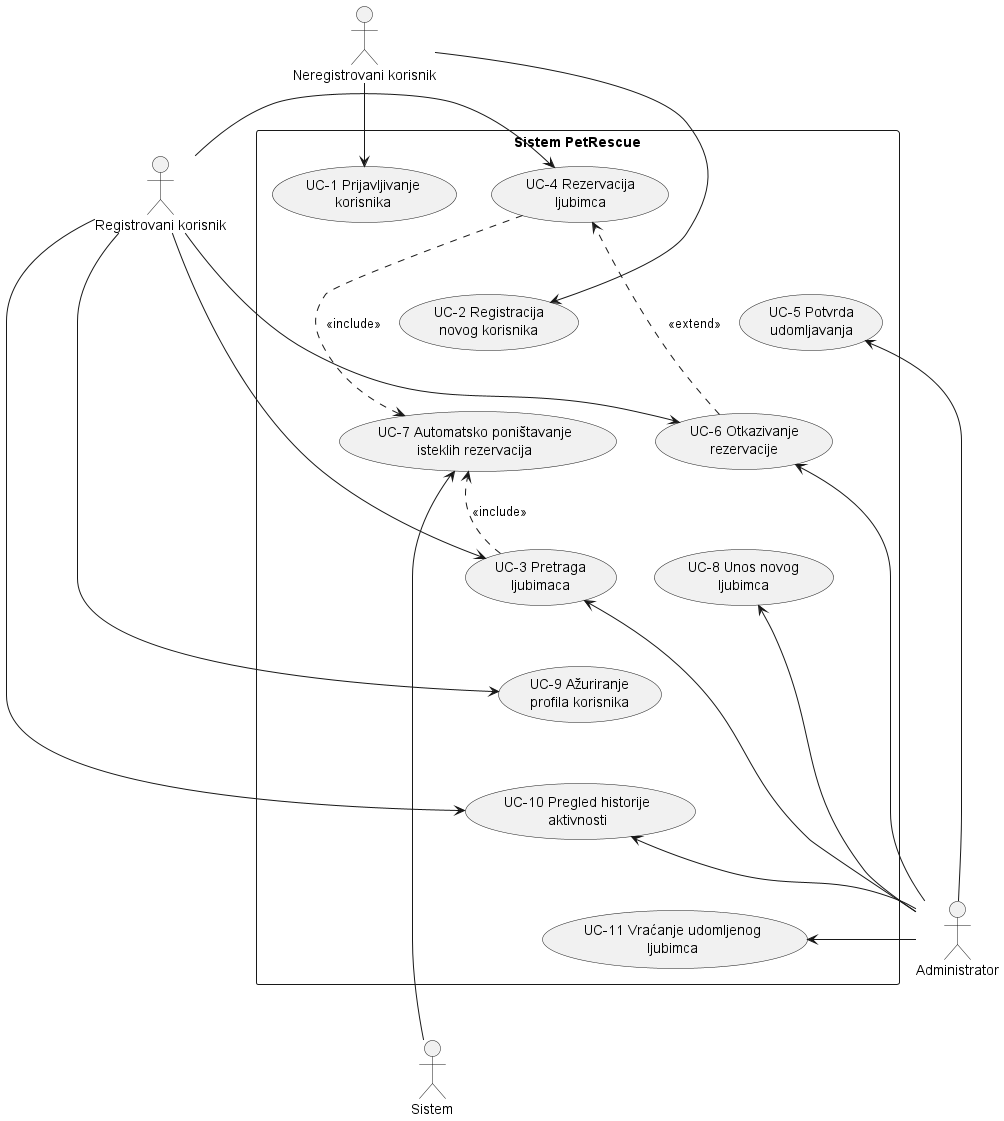 Neregistrovani korisnik
Sistem PetRescue
UC-1 Prijavljivanje
korisnika
UC-4 Rezervacija
ljubimca
Registrovani korisnik
UC-2 Registracija
novog korisnika
UC-5 Potvrda
udomljavanja
«include»
«extend»
UC-7 Automatsko poništavanje
isteklih rezervacija
UC-6 Otkazivanje
rezervacije
«include»
UC-3 Pretraga
ljubimaca
UC-8 Unos novog
ljubimca
UC-9 Ažuriranje
profila korisnika
UC-10 Pregled historije
aktivnosti
UC-11 Vraćanje udomljenog
ljubimca
Administrator
Sistem